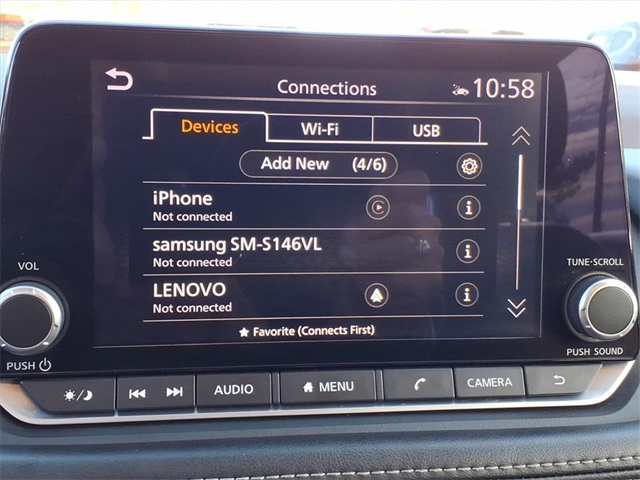 Connections
10:58
Devices
Wi-Fi
USB
Add New (4/6)
iPhone
Not connected
i
samsung SM-S146VL
Not connected
i
LENOVO
Not connected
i
★ Favorite (Connects First)
VOL
PUSH
TUNE·SCROLL
PUSH SOUND
AUDIO
MENU
CAMERA